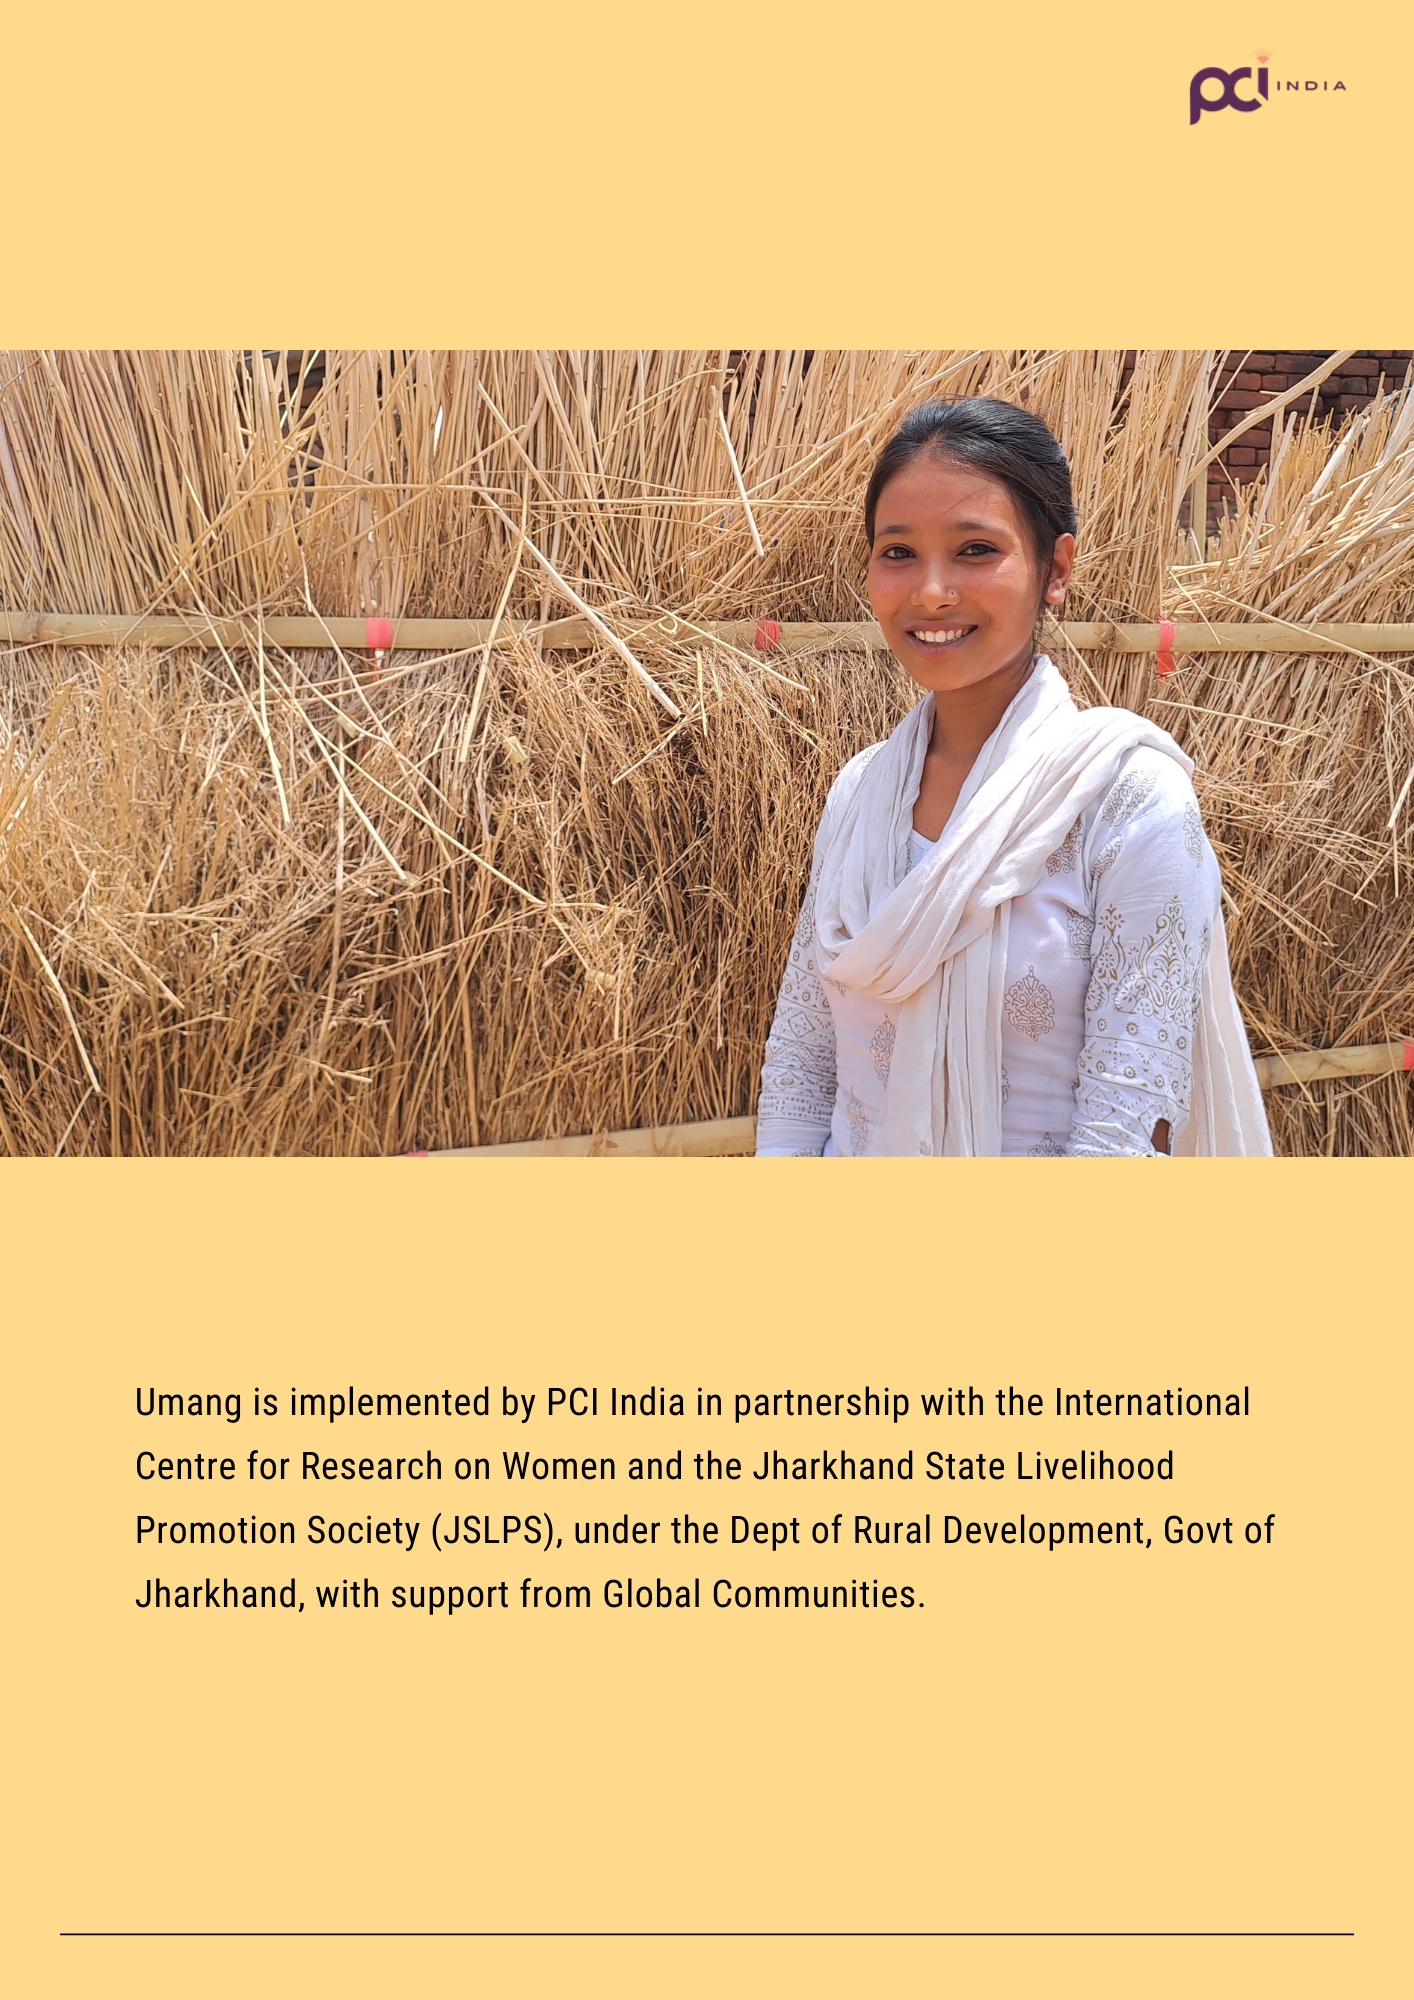 pci INDIA
Umang is implemented by PCI India in partnership with the International
Centre for Research on Women and the Jharkhand State Livelihood
Promotion Society (JSLPS), under the Dept of Rural Development, Govt of
Jharkhand, with support from Global Communities.